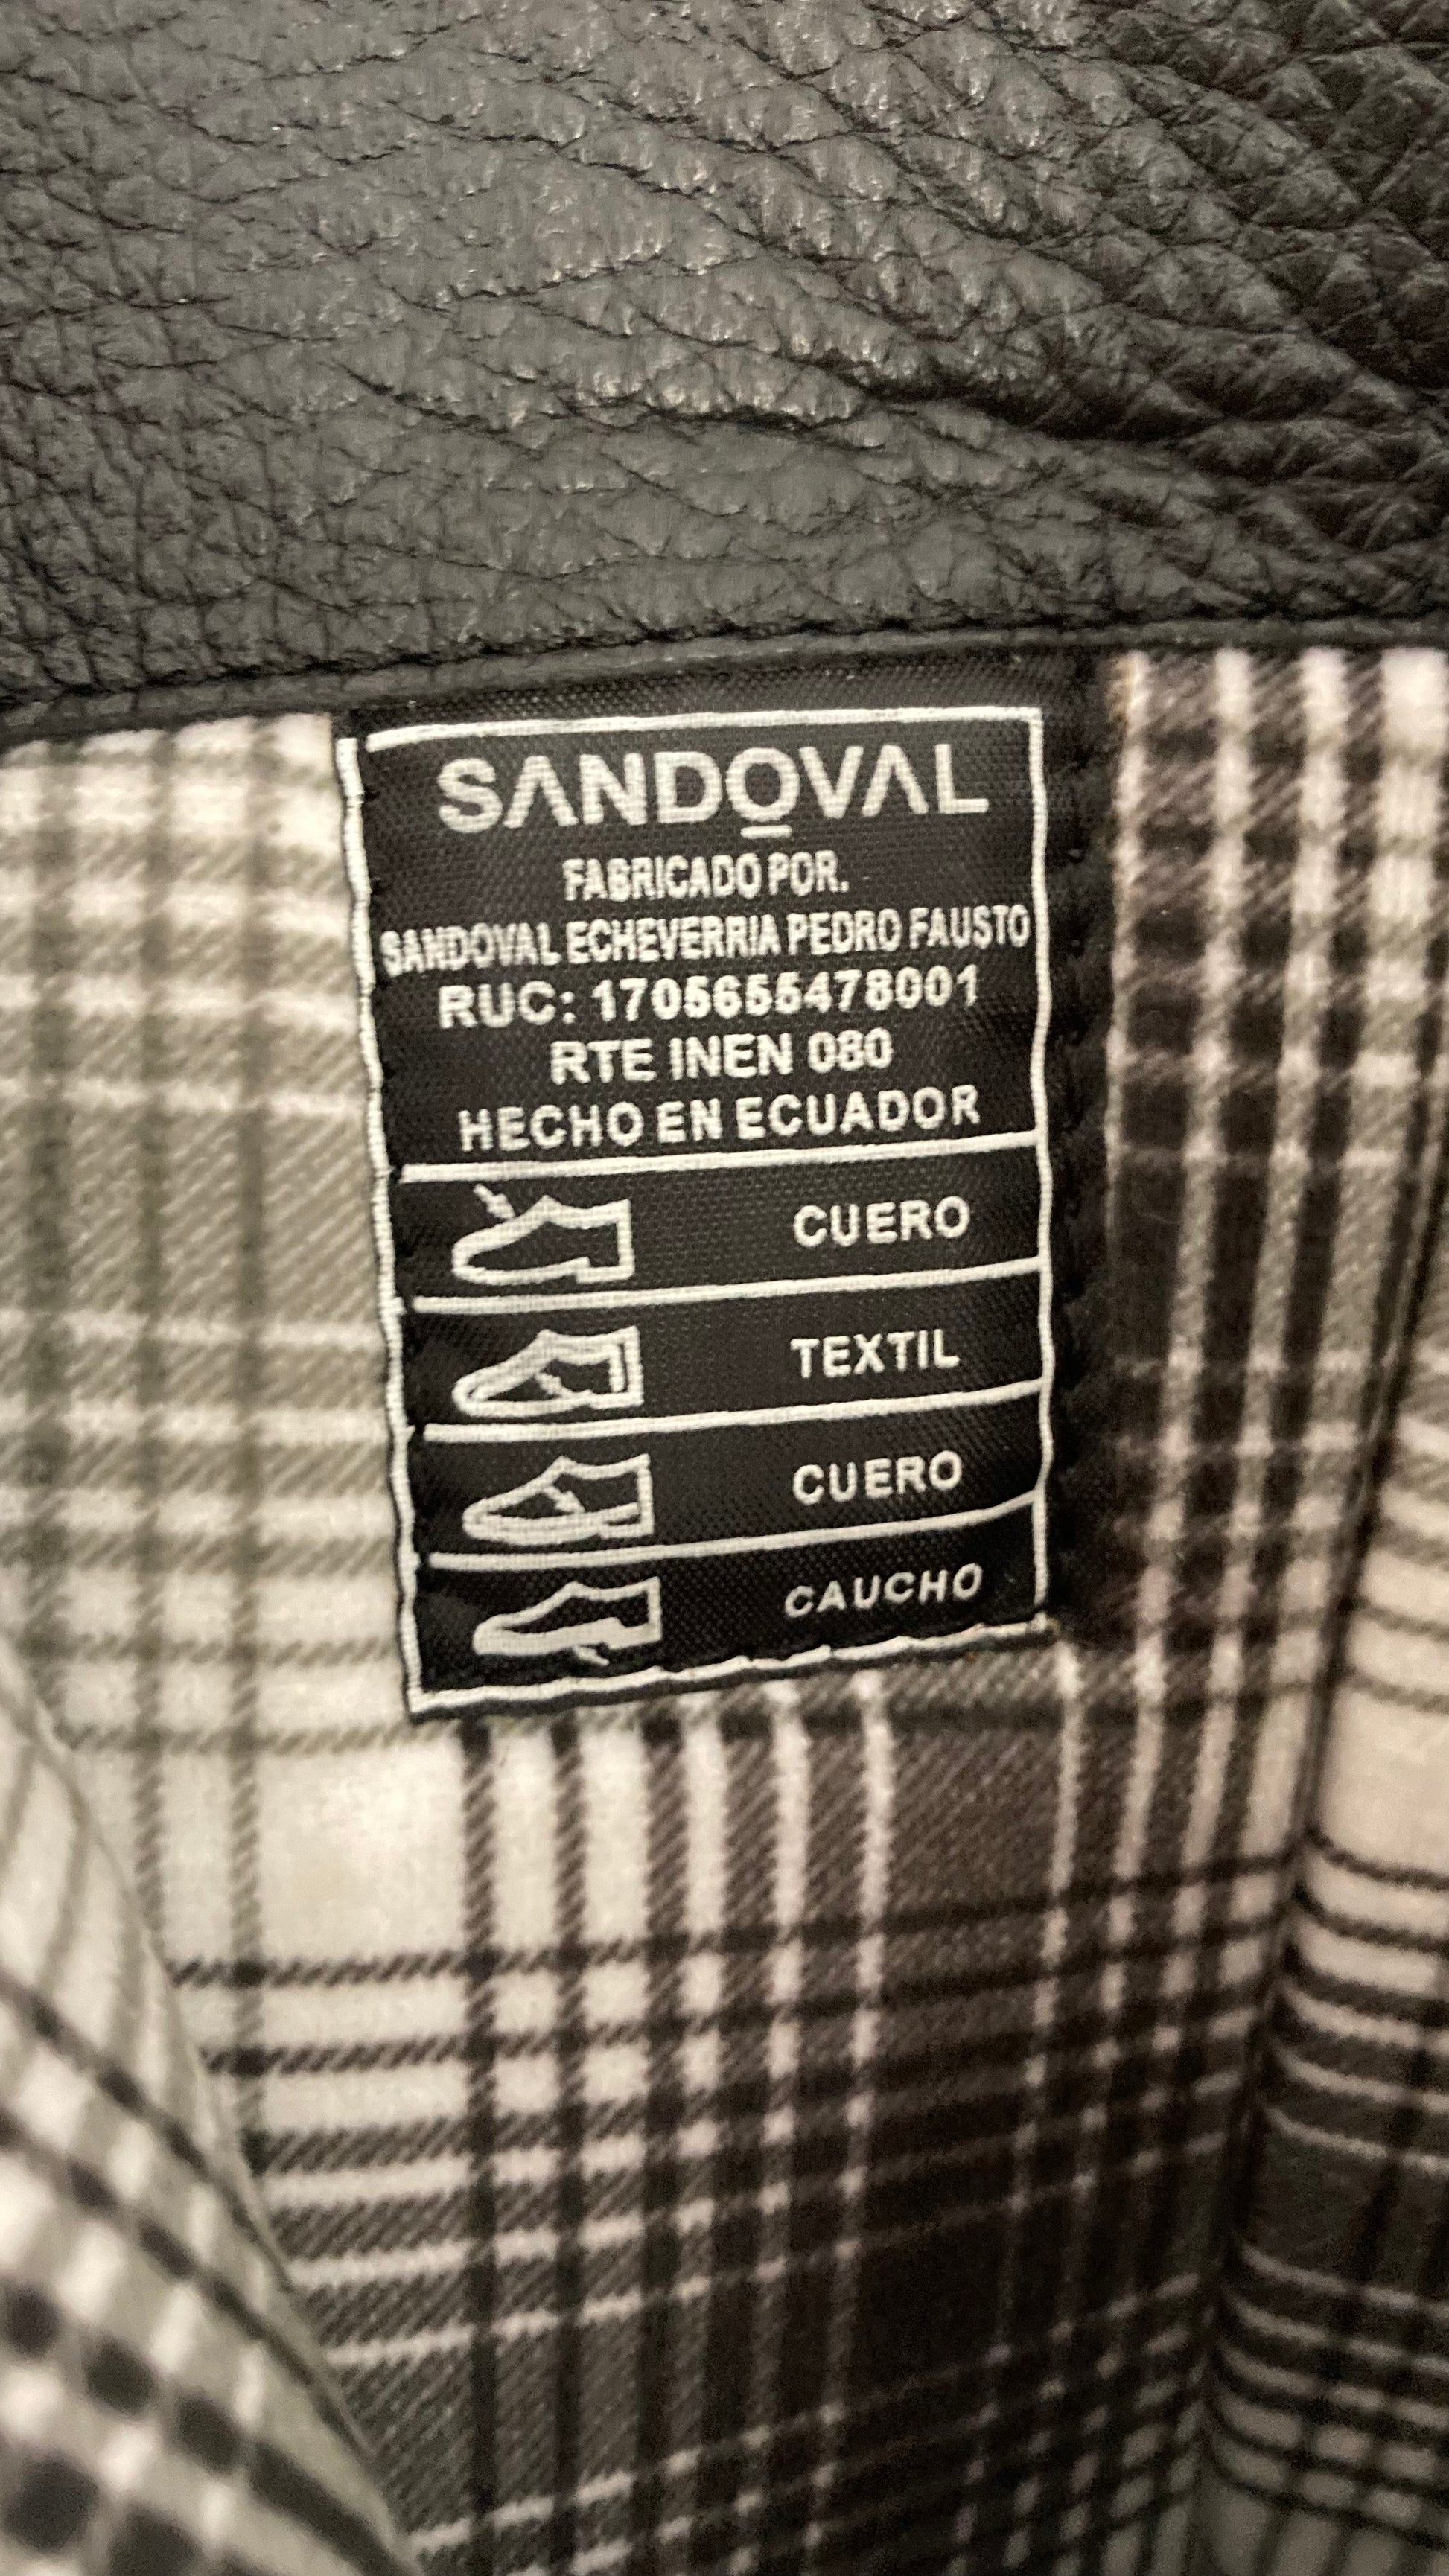 SANDOVAL
FABRICADO POR.
SANDOVAL ECHEVERRIA PEDRO FAUSTO
RUC: 1705655478001
RTE INEN 080
HECHO EN ECUADOR
CUERO
TEXTIL
CUERO
CAUCHO